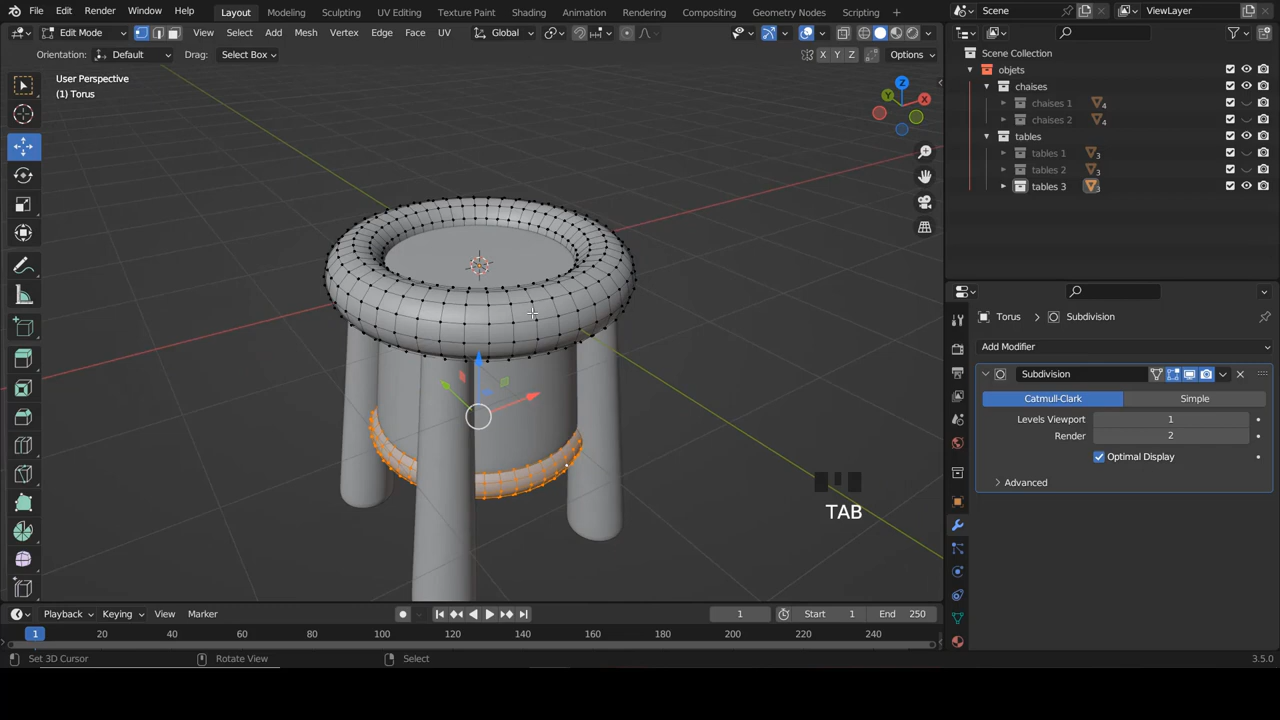 File Edit Render Window Help Layout Modeling Sculpting UV Editing Texture Paint Shading Animation Rendering Compositing Geometry Nodes Scripting + Scene ViewLayer
Edit Mode View Select Add Mesh Vertex Edge Face UV Global
Orientation: Default Drag: Select Box X Y Z Options
User Perspective
(1) Torus
Z
Y
X
Scene Collection
objets
chaises
chaises 1 4
chaises 2 4
tables
tables 1 3
tables 2 3
tables 3 3
Torus Subdivision
Add Modifier
Subdivision
Catmull-Clark Simple
Levels Viewport 1
Render 2
Optimal Display
Advanced
TAB
Playback Keying View Marker 1 Start 1 End 250
1 20 40 60 80 100 120 140 160 180 200 220 240
Set 3D Cursor Rotate View Select 3.5.0